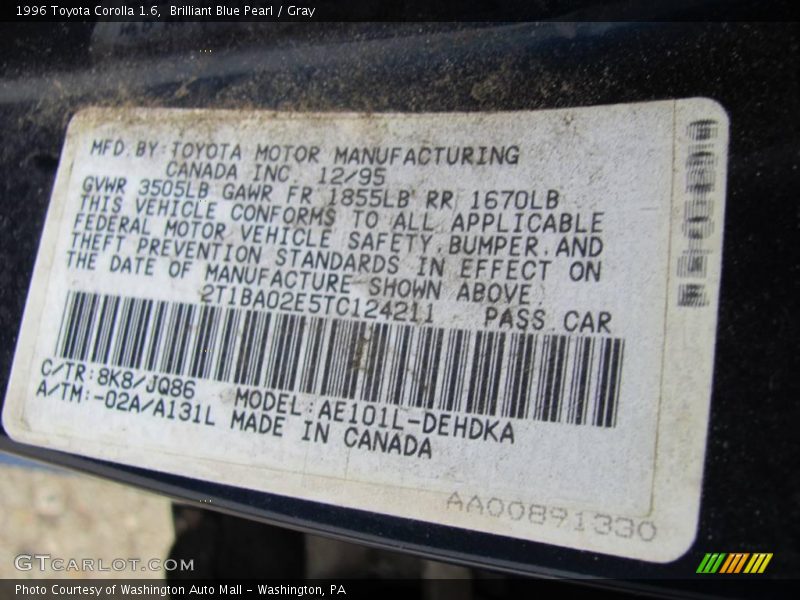 1996 Toyota Corolla 1.6,  Brilliant Blue Pearl / Gray
MFD.BY:TOYOTA MOTOR MANUFACTURING
CANADA INC. 12/95
GVWR 3505LB GAWR FR 1855LB RR 1670LB
THIS VEHICLE CONFORMS TO ALL APPLICABLE
FEDERAL MOTOR VEHICLE SAFETY,BUMPER,AND
THEFT PREVENTION STANDARDS IN EFFECT ON
THE DATE OF MANUFACTURE SHOWN ABOVE.
2T1BA02E5TC124211 PASS.CAR
C/TR:8K8/JQ86 MODEL:AE101L-DEHDKA
A/TM:-02A/A131L MADE IN CANADA
AA00891330
GTCARLOT.COM
Photo Courtesy of Washington Auto Mall - Washington, PA